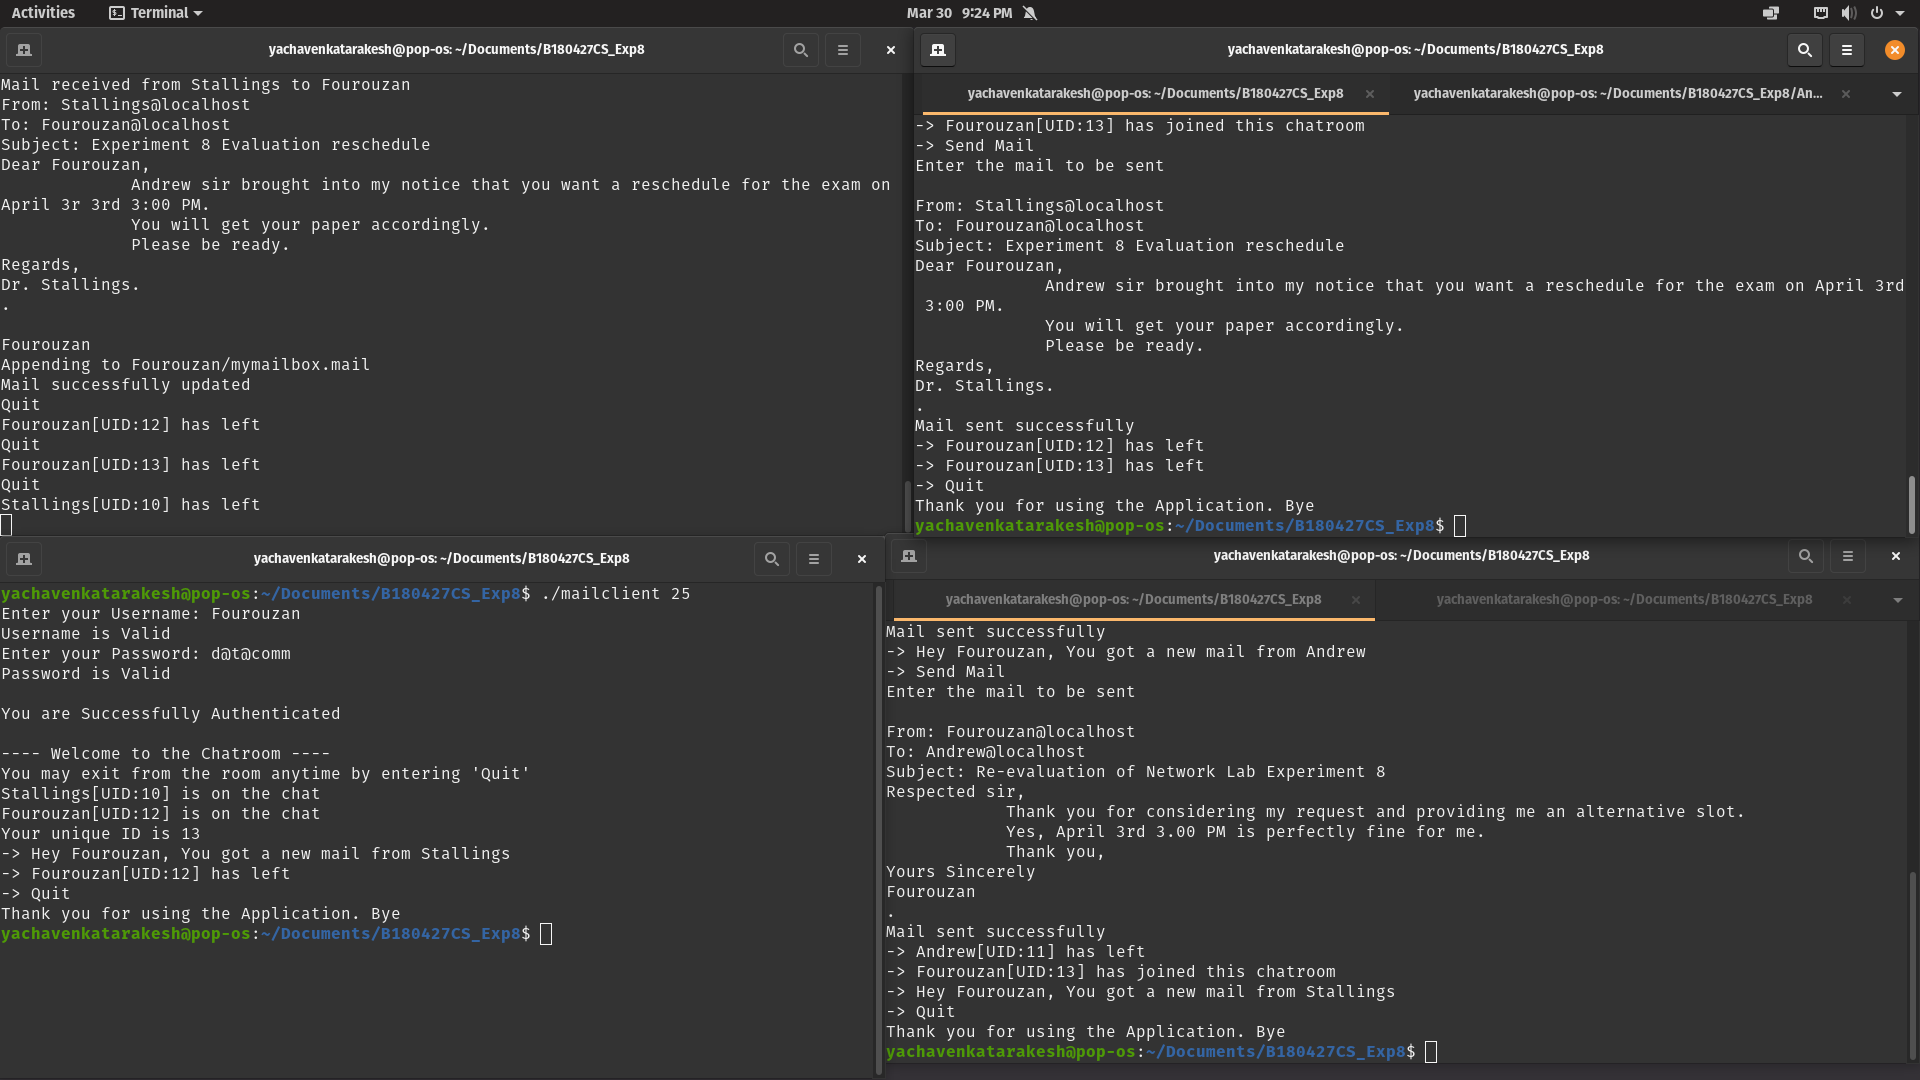 Activities
Terminal
Mar 30 9:24 PM
yachavenkatarakesh@pop-os: ~/Documents/B180427CS_Exp8
Mail received from Stallings to Fourouzan
From: Stallings@localhost
To: Fourouzan@localhost
Subject: Experiment 8 Evaluation reschedule
Dear Fourouzan,
Andrew sir brought into my notice that you want a reschedule for the exam on
April 3r 3rd 3:00 PM.
You will get your paper accordingly.
Please be ready.
Regards,
Dr. Stallings.
.
Fourouzan
Appending to Fourouzan/mymailbox.mail
Mail successfully updated
Quit
Fourouzan[UID:12] has left
Quit
Fourouzan[UID:13] has left
Quit
Stallings[UID:10] has left
yachavenkatarakesh@pop-os: ~/Documents/B180427CS_Exp8
yachavenkatarakesh@pop-os: ~/Documents/B180427CS_Exp8
yachavenkatarakesh@pop-os: ~/Documents/B180427CS_Exp8/An...
-> Fourouzan[UID:13] has joined this chatroom
-> Send Mail
Enter the mail to be sent
From: Stallings@localhost
To: Fourouzan@localhost
Subject: Experiment 8 Evaluation reschedule
Dear Fourouzan,
Andrew sir brought into my notice that you want a reschedule for the exam on April 3rd
3:00 PM.
You will get your paper accordingly.
Please be ready.
Regards,
Dr. Stallings.
.
Mail sent successfully
-> Fourouzan[UID:12] has left
-> Fourouzan[UID:13] has left
-> Quit
Thank you for using the Application. Bye
yachavenkatarakesh@pop-os:~/Documents/B180427CS_Exp8$
yachavenkatarakesh@pop-os: ~/Documents/B180427CS_Exp8
yachavenkatarakesh@pop-os:~/Documents/B180427CS_Exp8$ ./mailclient 25
Enter your Username: Fourouzan
Username is Valid
Enter your Password: d@t@comm
Password is Valid
You are Successfully Authenticated
---- Welcome to the Chatroom ----
You may exit from the room anytime by entering 'Quit'
Stallings[UID:10] is on the chat
Fourouzan[UID:12] is on the chat
Your unique ID is 13
-> Hey Fourouzan, You got a new mail from Stallings
-> Fourouzan[UID:12] has left
-> Quit
Thank you for using the Application. Bye
yachavenkatarakesh@pop-os:~/Documents/B180427CS_Exp8$
yachavenkatarakesh@pop-os: ~/Documents/B180427CS_Exp8
yachavenkatarakesh@pop-os: ~/Documents/B180427CS_Exp8
yachavenkatarakesh@pop-os: ~/Documents/B180427CS_Exp8
Mail sent successfully
-> Hey Fourouzan, You got a new mail from Andrew
-> Send Mail
Enter the mail to be sent
From: Fourouzan@localhost
To: Andrew@localhost
Subject: Re-evaluation of Network Lab Experiment 8
Respected sir,
Thank you for considering my request and providing me an alternative slot.
Yes, April 3rd 3.00 PM is perfectly fine for me.
Thank you,
Yours Sincerely
Fourouzan
.
Mail sent successfully
-> Andrew[UID:11] has left
-> Fourouzan[UID:13] has joined this chatroom
-> Hey Fourouzan, You got a new mail from Stallings
-> Quit
Thank you for using the Application. Bye
yachavenkatarakesh@pop-os:~/Documents/B180427CS_Exp8$